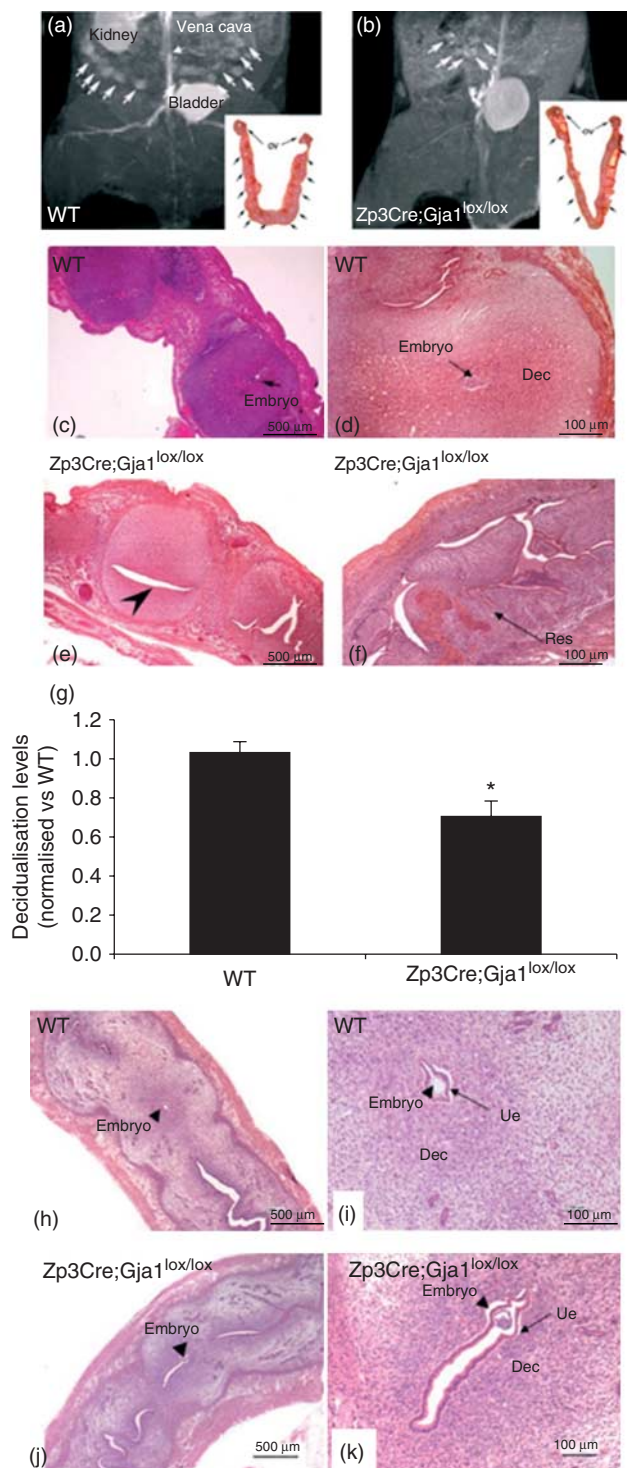 (a)
Kidney
Vena cava
Bladder
ov
WT
(b)
ov
Zp3Cre;Gja1lox/lox
WT
Embryo
(c)
500 µm
WT
Embryo
Dec
(d)
100 µm
Zp3Cre;Gja1lox/lox
(e)
500 µm
Zp3Cre;Gja1lox/lox
Res
(f)
100 µm
(g)
Decidualisation levels
(normalised vs WT)
1.2
1.0
0.8
0.6
0.4
0.2
0.0
*
WT
Zp3Cre;Gja1lox/lox
WT
Embryo
(h)
500 µm
WT
Embryo
Ue
Dec
(i)
100 µm
Zp3Cre;Gja1lox/lox
Embryo
(j)
500 µm
Zp3Cre;Gja1lox/lox
Embryo
Ue
Dec
(k)
100 µm